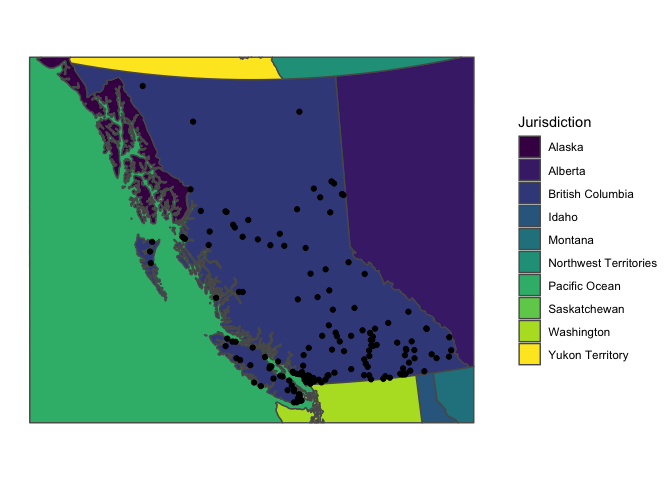 Jurisdiction
Alaska
Alberta
British Columbia
Idaho
Montana
Northwest Territories
Pacific Ocean
Saskatchewan
Washington
Yukon Territory